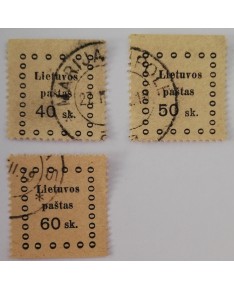 Lietuvos
paštas
40 sk.
Lietuvos
paštas
50 sk.
Lietuvos
paštas
60 sk.